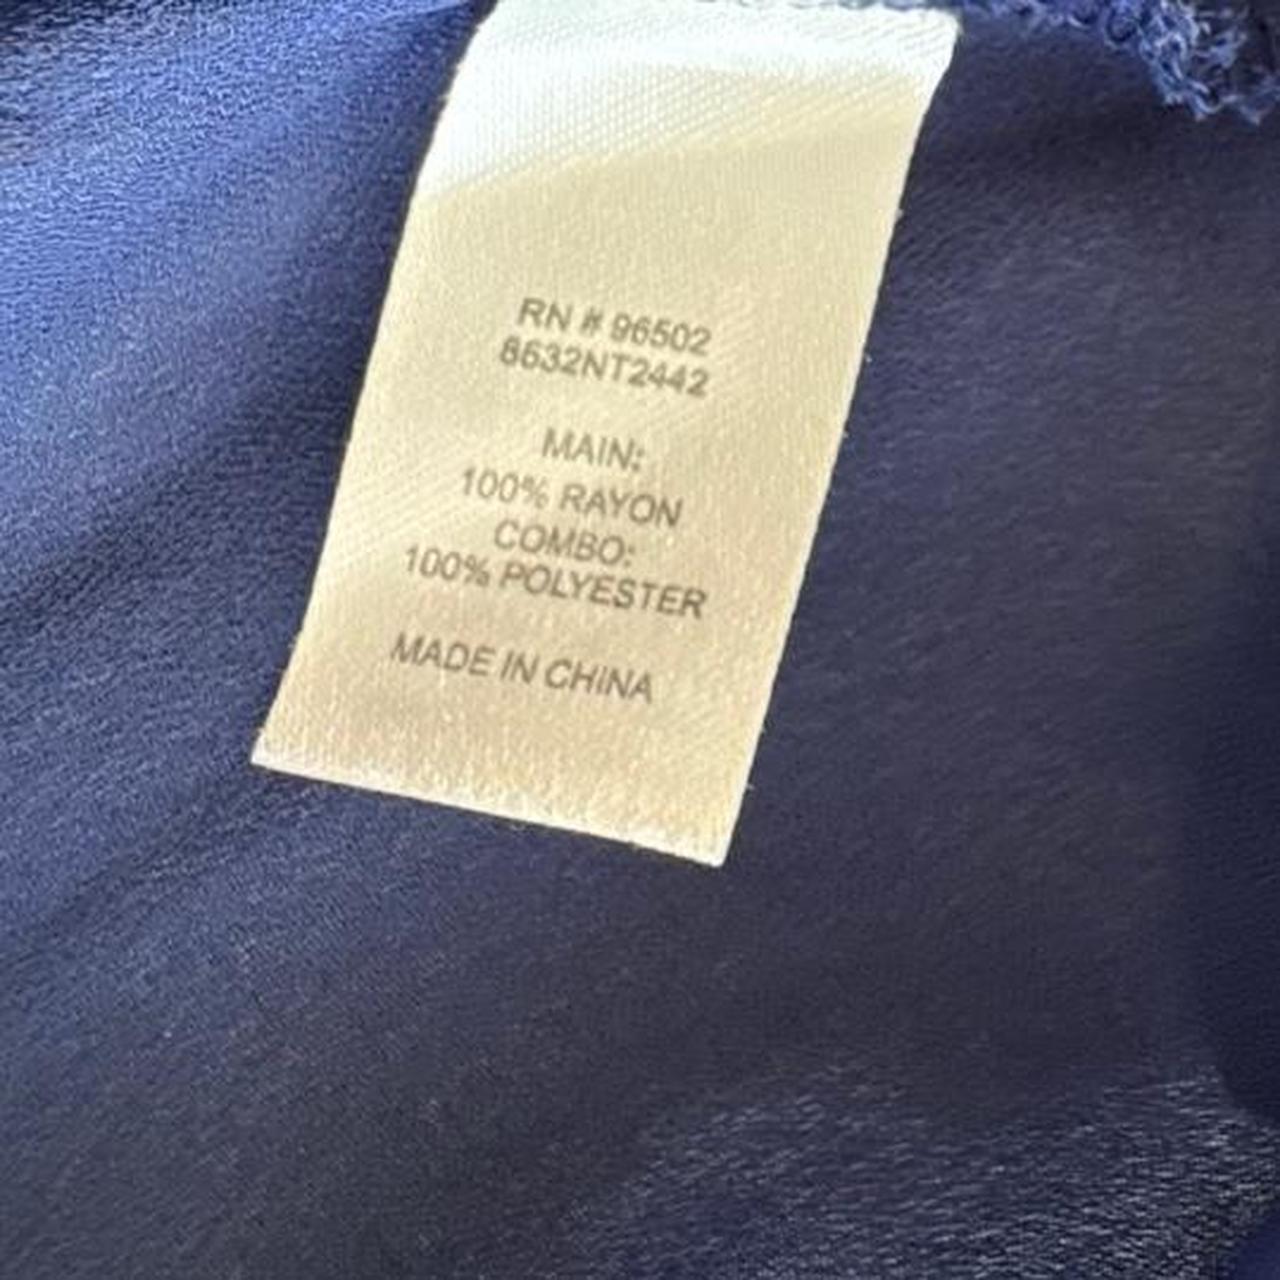 RN # 96502
8632NT2442
MAIN:
100% RAYON
COMBO:
100% POLYESTER
MADE IN CHINA